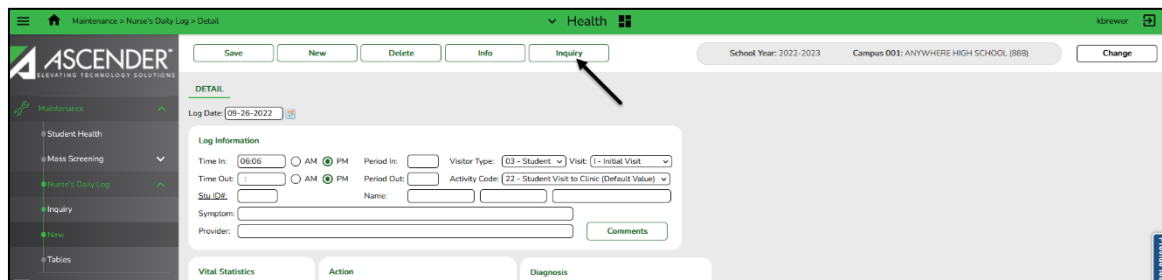 Maintenance > Nurse's Daily Log > Detail
Health
kbrewer
ASCENDER
ELEVATING TECHNOLOGY SOLUTIONS
Save New Delete Info Inquiry
School Year: 2022-2023 Campus 001: ANYWHERE HIGH SCHOOL (888) Change
Maintenance
Student Health
Mass Screening
Nurse's Daily Log
Inquiry
New
Tables
DETAIL
Log Date: 09-26-2022
Log Information
Time In: 06:06 AM PM Period In: Visitor Type: 03 - Student Visit: I - Initial Visit
Time Out: : AM PM Period Out: Activity Code: 22 - Student Visit to Clinic (Default Value)
Stu ID#: Name:
Symptom:
Provider: Comments
Vital Statistics Action Diagnosis